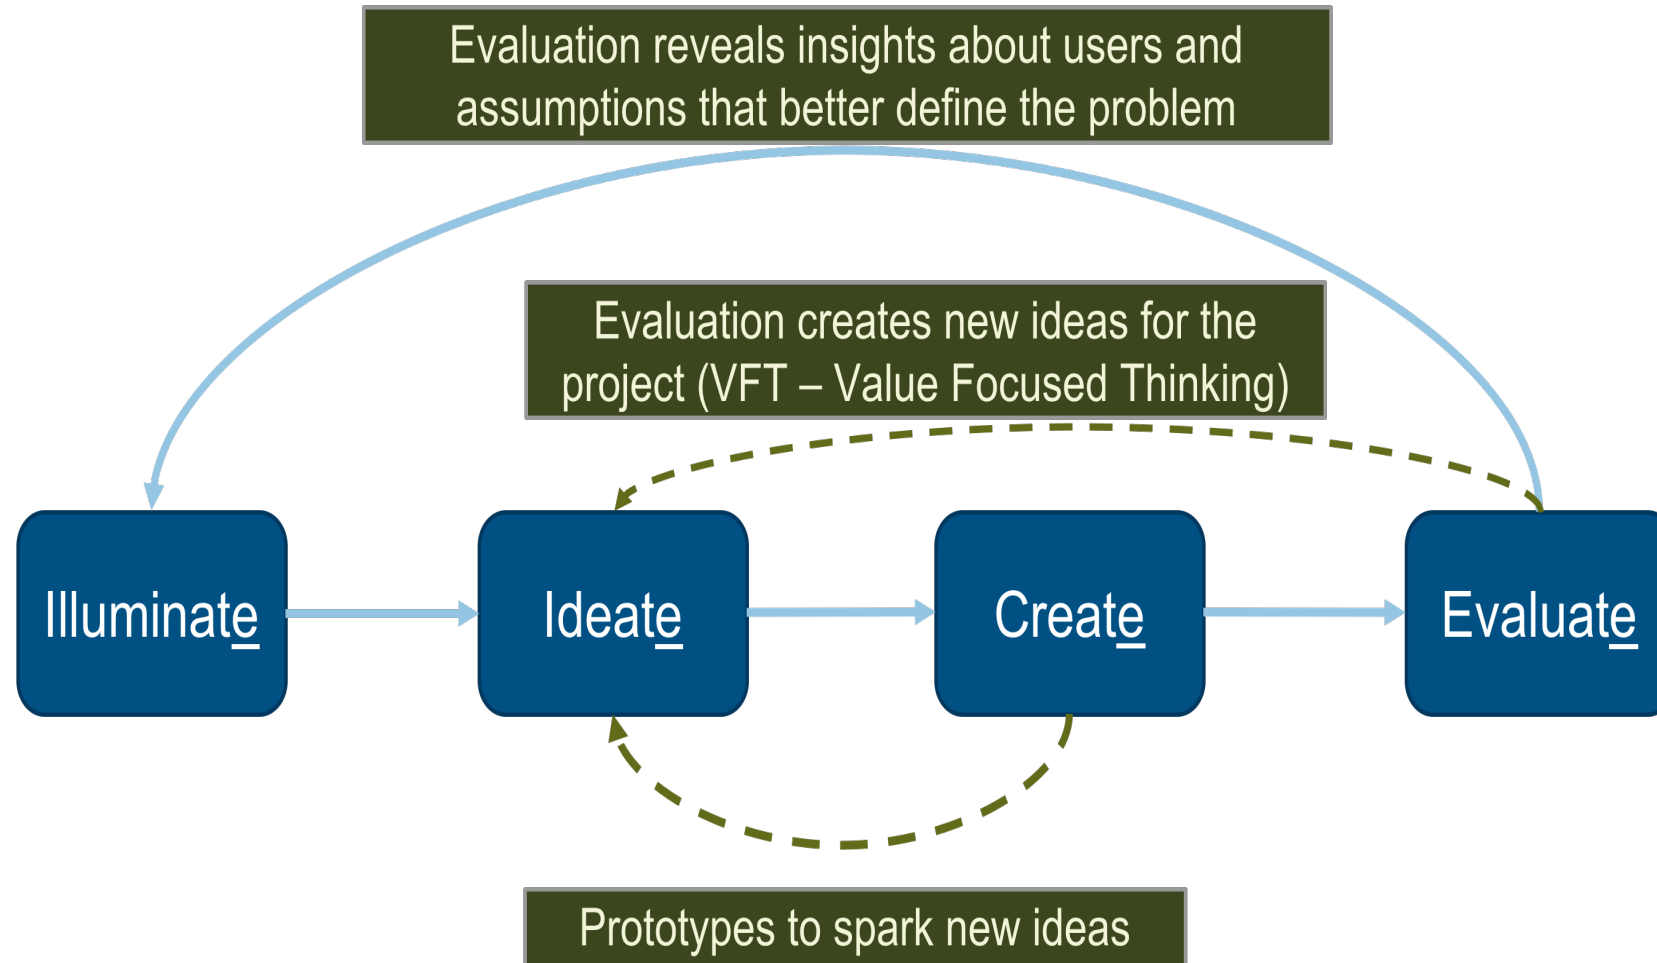 Evaluation reveals insights about users and
assumptions that better define the problem
Evaluation creates new ideas for the
project (VFT – Value Focused Thinking)
Illuminate
Ideate
Create
Evaluate
Prototypes to spark new ideas